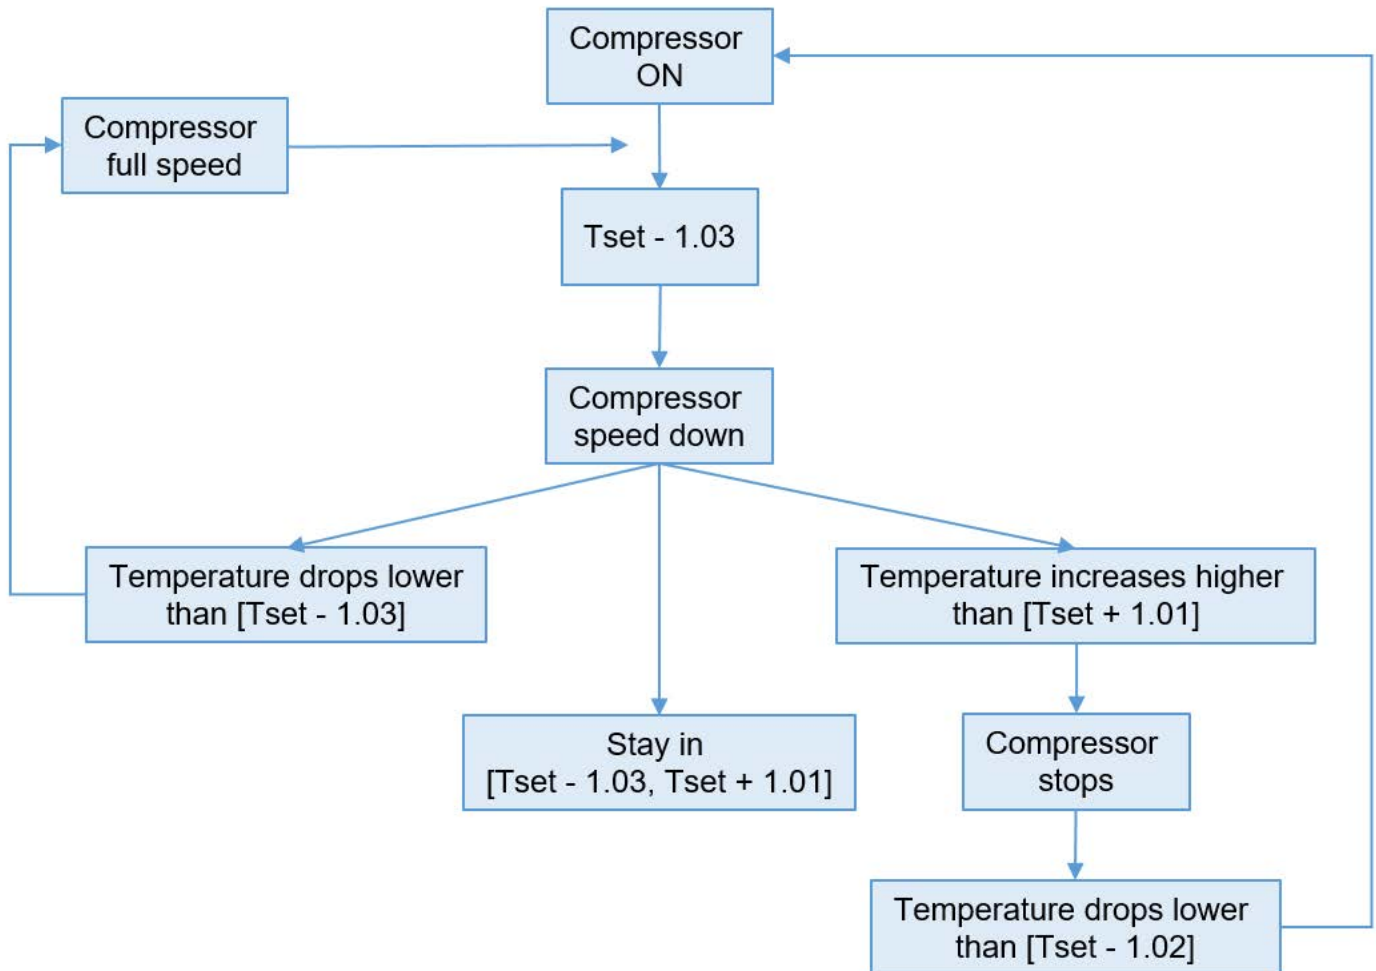 Compressor
ON
Compressor
full speed
Tset - 1.03
Compressor
speed down
Temperature drops lower
than [Tset - 1.03]
Temperature increases higher
than [Tset + 1.01]
Stay in
[Tset - 1.03, Tset + 1.01]
Compressor
stops
Temperature drops lower
than [Tset - 1.02]